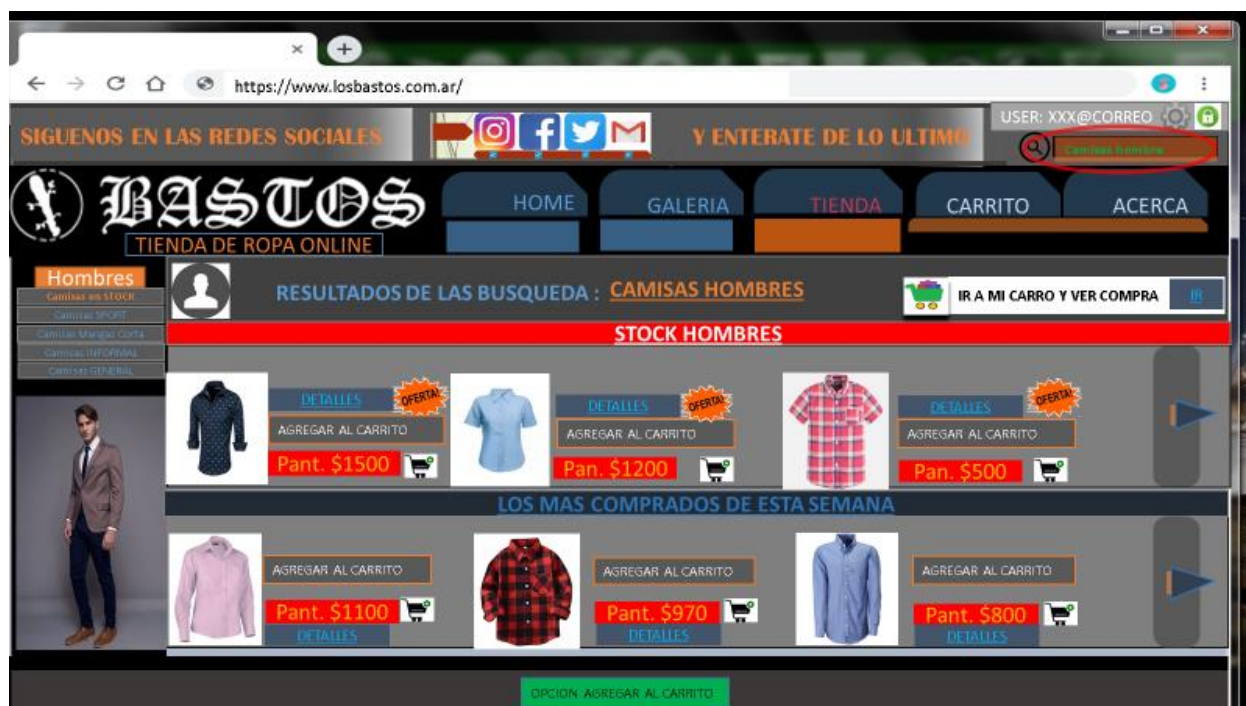 https://www.losbastos.com.ar/
USER: XXX@CORREO
SIGUENOS EN LAS REDES SOCIALES
Y ENTERATE DE LO ULTIMO
Camisas hombre
BASTOS
TIENDA DE ROPA ONLINE
HOME
GALERIA
TIENDA
CARRITO
ACERCA
Hombres
Camisas en STOCK
Camisas SPORT
Camisas Mangas Corta
Camisas INFORMAL
Camisas GENERAL
RESULTADOS DE LAS BUSQUEDA : CAMISAS HOMBRES
IR A MI CARRO Y VER COMPRA
IR
STOCK HOMBRES
DETALLES
OFERTA!
AGREGAR AL CARRITO
Pant. $1500
DETALLES
OFERTA!
AGREGAR AL CARRITO
Pan. $1200
DETALLES
OFERTA!
AGREGAR AL CARRITO
Pan. $500
LOS MAS COMPRADOS DE ESTA SEMANA
AGREGAR AL CARRITO
Pant. $1100
DETALLES
AGREGAR AL CARRITO
Pant. $970
DETALLES
AGREGAR AL CARRITO
Pant. $800
DETALLES
OPCION AGREGAR AL CARRITO